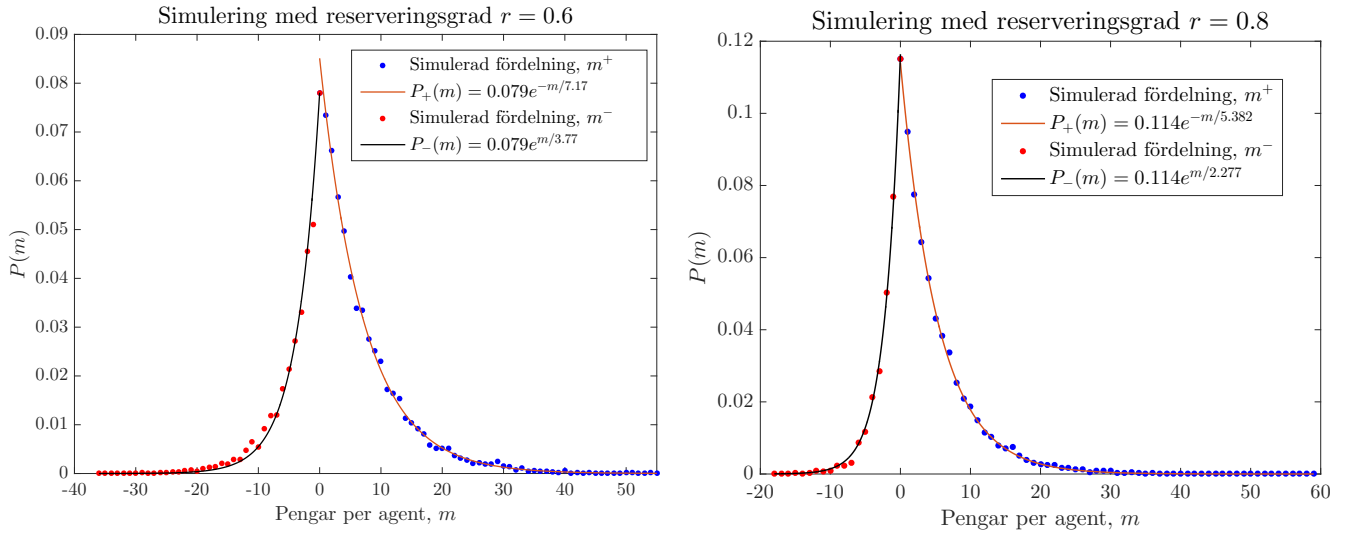 Simulering med reserveringsgrad r = 0.6
0.09
0.08
0.07
0.06
0.05
0.04
0.03
0.02
0.01
0
P(m)
Simulerad fördelning, m⁺
P₊(m) = 0.079e^{-m/7.17}
Simulerad fördelning, m⁻
P₋(m) = 0.079e^{m/3.77}
-40 -30 -20 -10 0 10 20 30 40 50
Pengar per agent, m
Simulering med reserveringsgrad r = 0.8
0.12
0.1
0.08
0.06
0.04
0.02
0
P(m)
Simulerad fördelning, m⁺
P₊(m) = 0.114e^{-m/5.382}
Simulerad fördelning, m⁻
P₋(m) = 0.114e^{m/2.277}
-20 -10 0 10 20 30 40 50 60
Pengar per agent, m